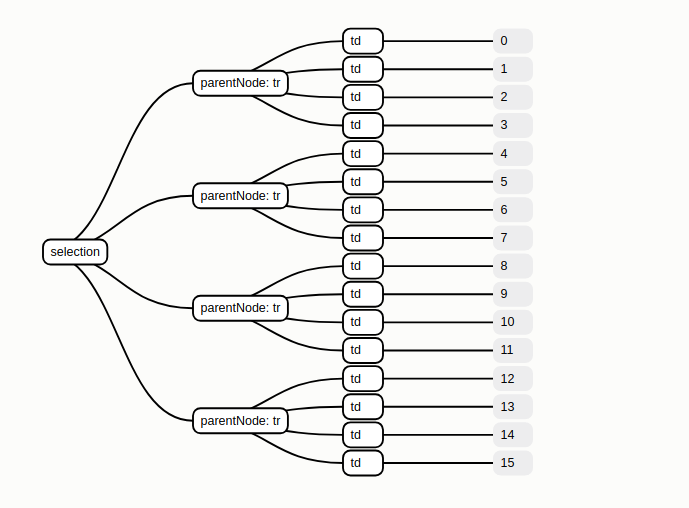 td 0
td 1
parentNode: tr
td 2
td 3
td 4
td 5
parentNode: tr
td 6
td 7
selection
td 8
td 9
parentNode: tr
td 10
td 11
td 12
td 13
parentNode: tr
td 14
td 15